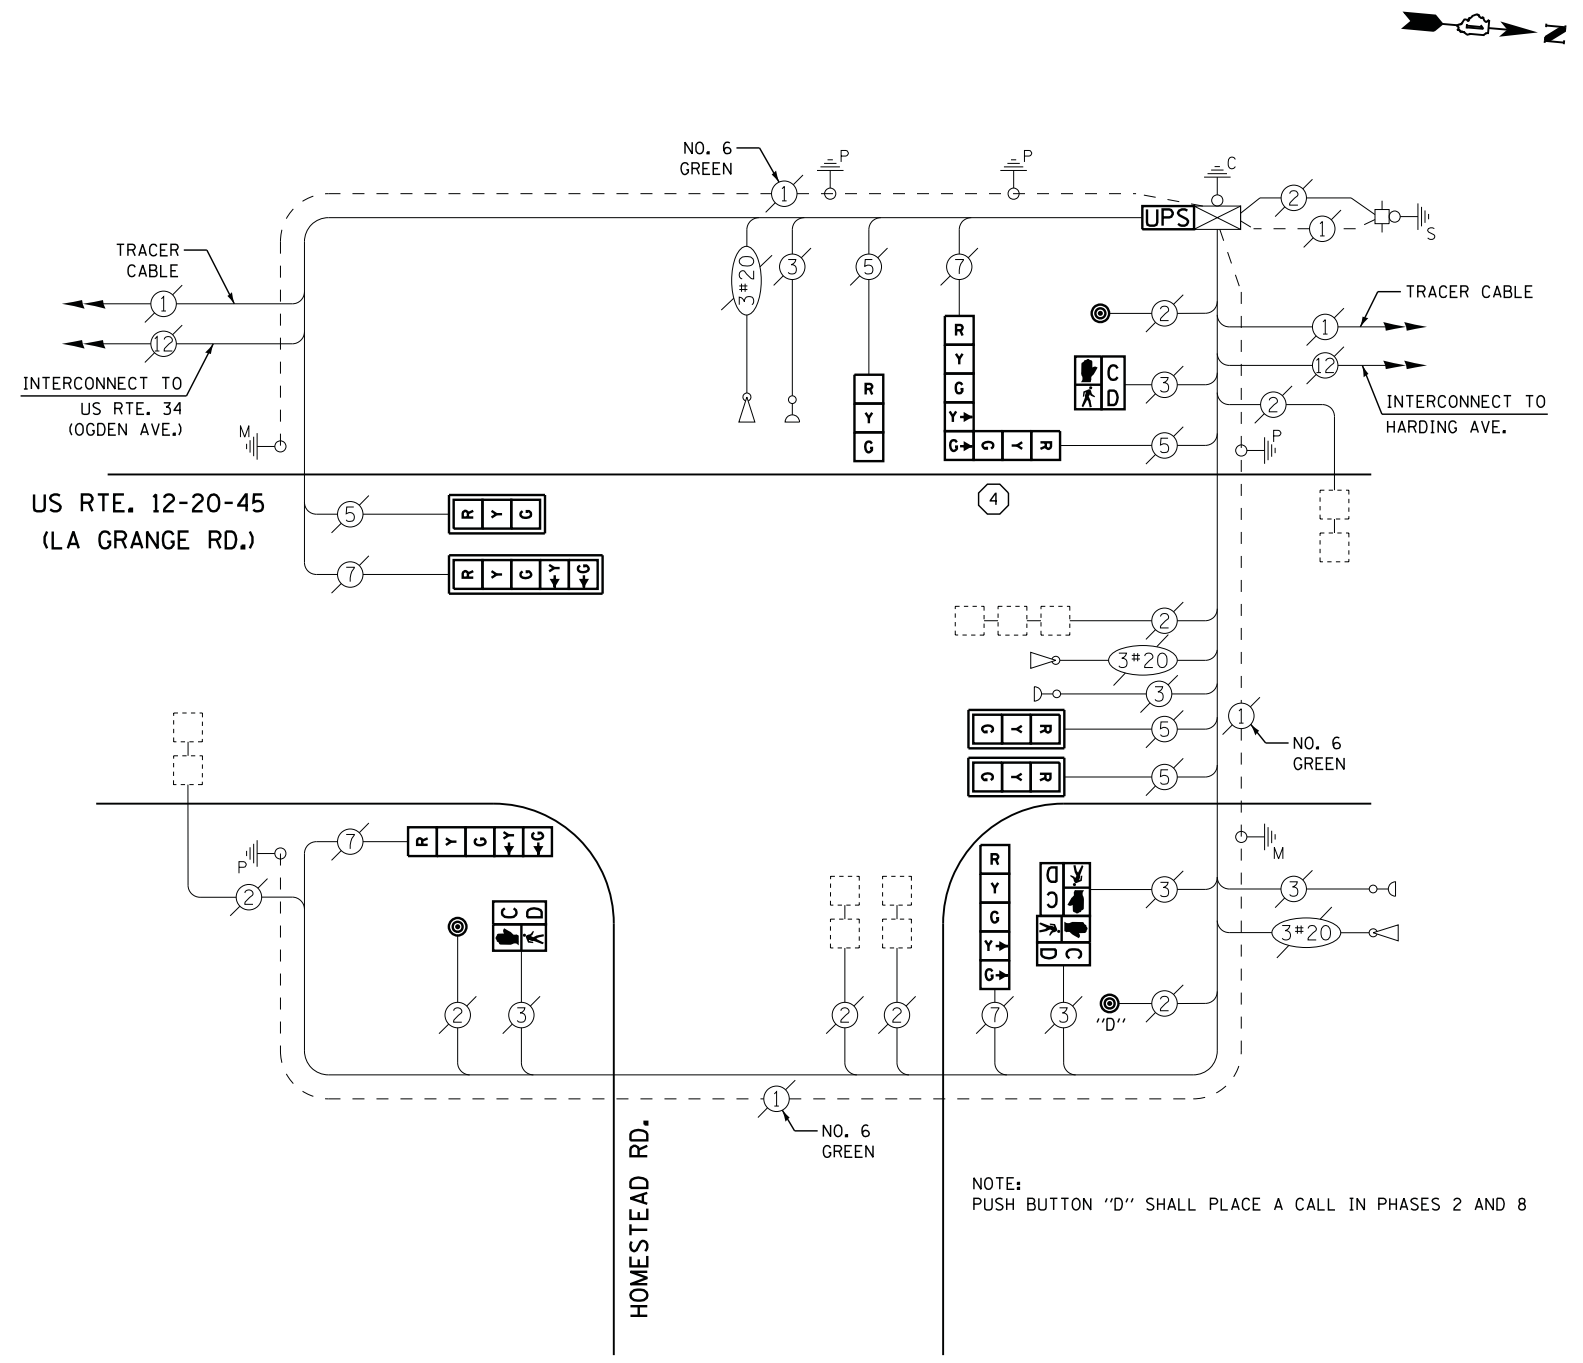 N
NO. 6
GREEN
1
P
P
C
2
1
S
UPS
TRACER
CABLE
1
12
INTERCONNECT TO
US RTE. 34
(OGDEN AVE.)
M
3#20
3
5
7
R
Y
G
R
Y
G
Y
G
G
Y
R
5
2
C
D
3
TRACER CABLE
1
12
INTERCONNECT TO
HARDING AVE.
2
P
US RTE. 12-20-45
(LA GRANGE RD.)
4
5
R Y G
7
R Y G Y G
2
3#20
3
G Y R
5
G Y R
5
1
NO. 6
GREEN
7
R Y G Y G
P
2
C D
2
3
2
2
R
Y
G
Y
G
7
D
C
3
D C
3
"D"
2
M
3
3#20
1
NO. 6
GREEN
HOMESTEAD RD.
NOTE:
PUSH BUTTON "D" SHALL PLACE A CALL IN PHASES 2 AND 8